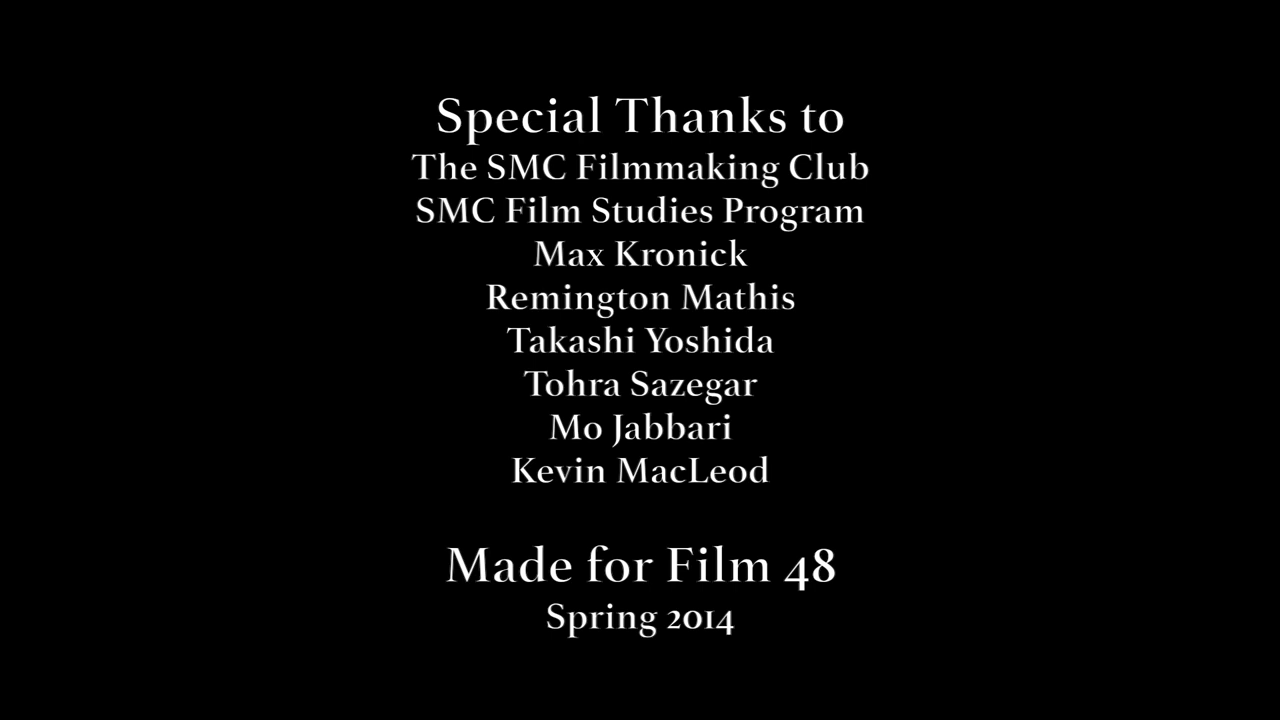 Special Thanks to
The SMC Filmmaking Club
SMC Film Studies Program
Max Kronick
Remington Mathis
Takashi Yoshida
Tohra Sazegar
Mo Jabbari
Kevin MacLeod
Made for Film 48
Spring 2014